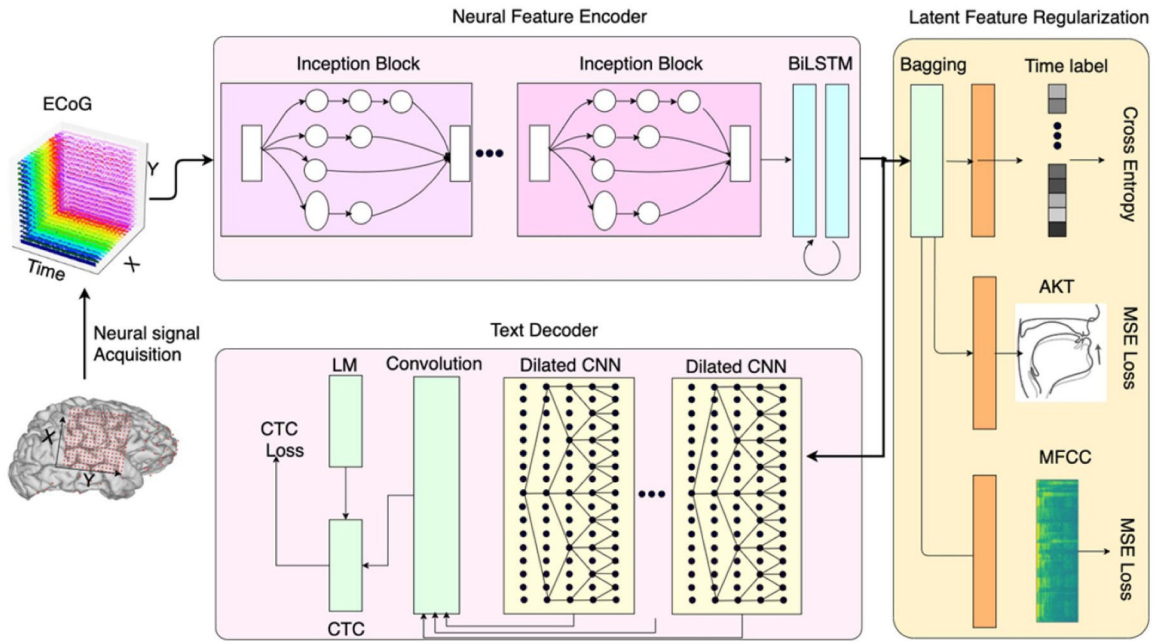 Neural Feature Encoder
Latent Feature Regularization
Inception Block
Inception Block
BiLSTM
Bagging
Time label
Cross Entropy
ECoG
Y
X
Time
Neural signal
Acquisition
AKT
MSE Loss
Text Decoder
LM
Convolution
Dilated CNN
Dilated CNN
CTC
Loss
X
Y
MFCC
MSE Loss
CTC